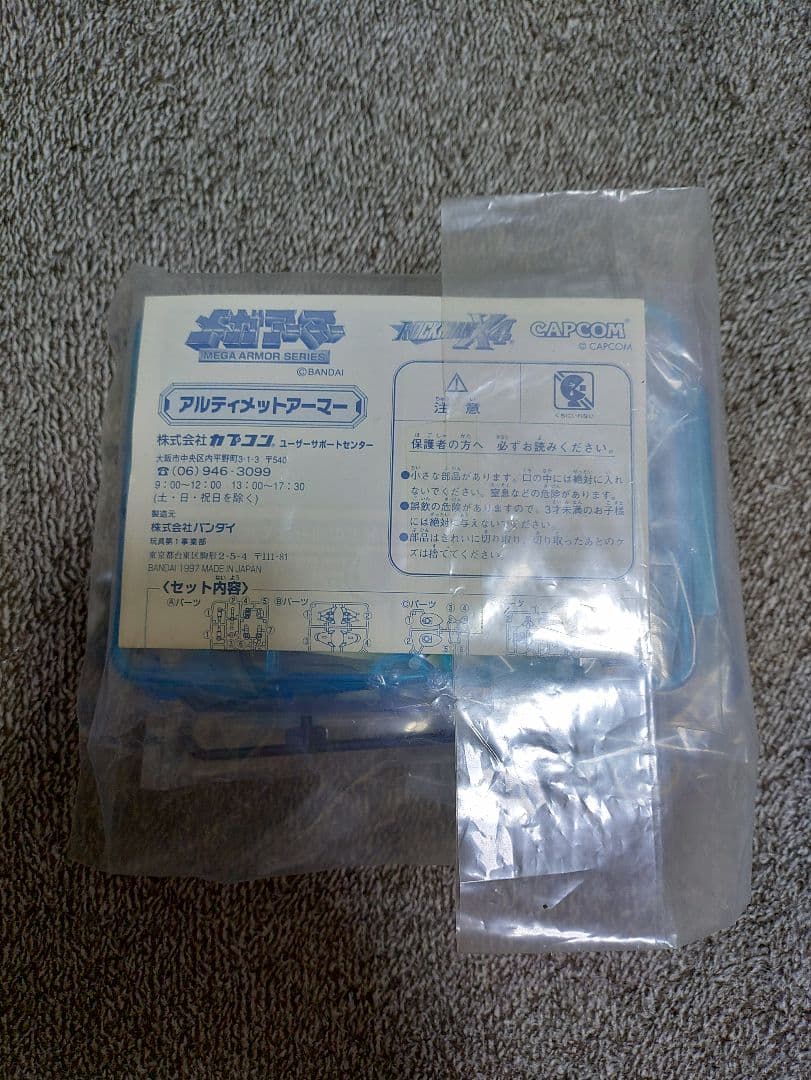 メガアーマー
MEGA ARMOR SERIES
©BANDAI
ROCKMAN X4
CAPCOM
© CAPCOM
アルティメットアーマー
株式会社カプコン ユーザーサポートセンター
大阪市中央区内平野町3-1-3 〒540
☎(06)946-3099
9:00〜12:00 13:00〜17:30
(土・日・祝日を除く)
製造元
株式会社バンダイ
玩具第1事業部
東京都台東区駒形2-5-4 〒111-81
BANDAI 1997 MADE IN JAPAN
注意
くちにいれない
保護者の方へ 必ずお読みください。
●小さな部品があります。口の中には絶対に入れ
ないでください。窒息などの危険があります。
●誤飲の危険がありますので、3才未満のお子様
には絶対に与えないでください。
●部品はきれいに切り取り、切り取ったあとのク
ズは捨ててください。
〈セット内容〉
Ⓐパーツ
Ⓑパーツ
Ⓒパーツ